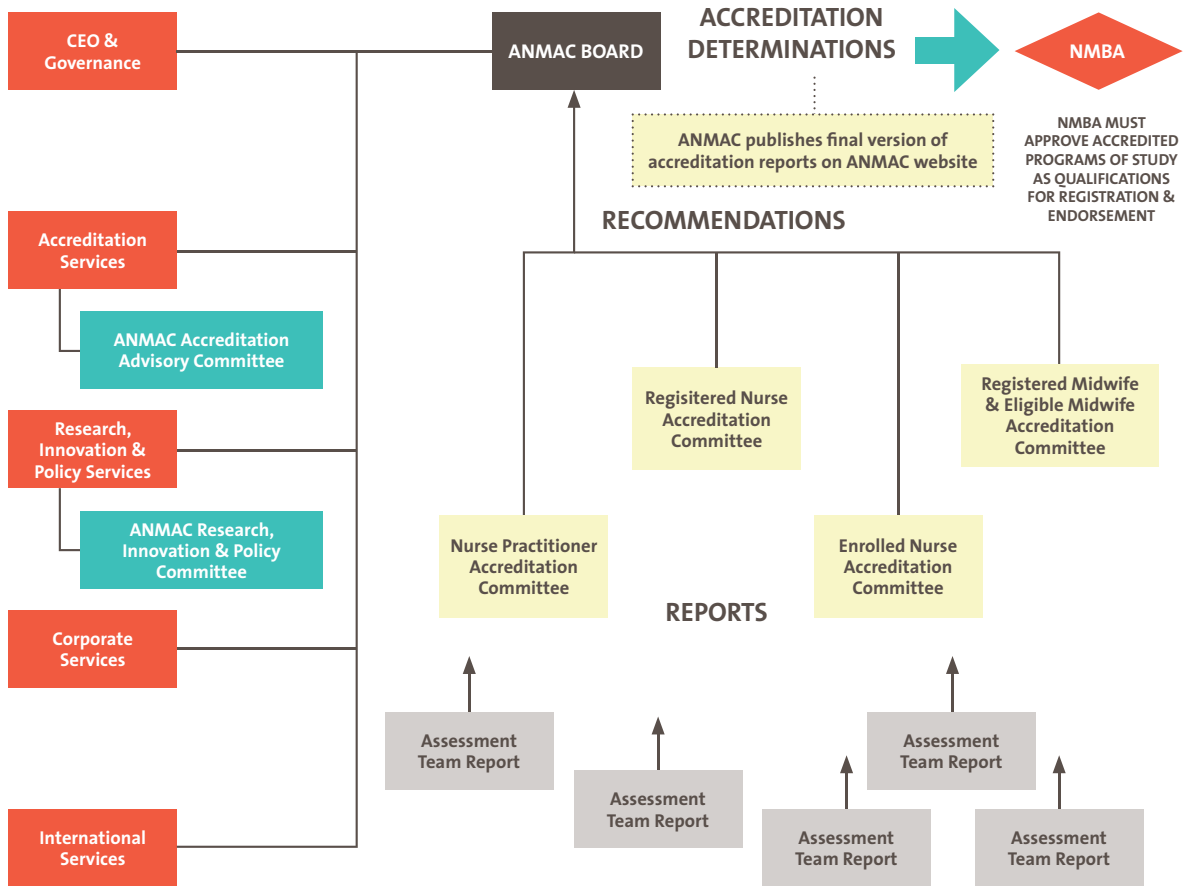 CEO &
Governance
ANMAC BOARD
ACCREDITATION
DETERMINATIONS
NMBA
ANMAC publishes final version of
accreditation reports on ANMAC website
NMBA MUST
APPROVE ACCREDITED
PROGRAMS OF STUDY
AS QUALIFICATIONS
FOR REGISTRATION &
ENDORSEMENT
RECOMMENDATIONS
Accreditation
Services
ANMAC Accreditation
Advisory Committee
Regisitered Nurse
Accreditation
Committee
Registered Midwife
& Eligible Midwife
Accreditation
Committee
Research,
Innovation &
Policy Services
ANMAC Research,
Innovation & Policy
Committee
Nurse Practitioner
Accreditation
Committee
Enrolled Nurse
Accreditation
Committee
REPORTS
Corporate
Services
Assessment
Team Report
Assessment
Team Report
Assessment
Team Report
Assessment
Team Report
Assessment
Team Report
International
Services